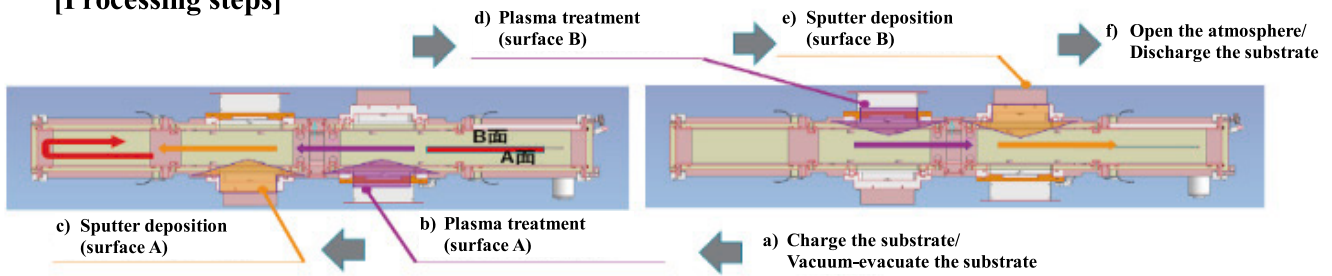 [Processing steps]
d) Plasma treatment
(surface B)
e) Sputter deposition
(surface B)
f) Open the atmosphere/
Discharge the substrate
B面
A面
c) Sputter deposition
(surface A)
b) Plasma treatment
(surface A)
a) Charge the substrate/
Vacuum-evacuate the substrate